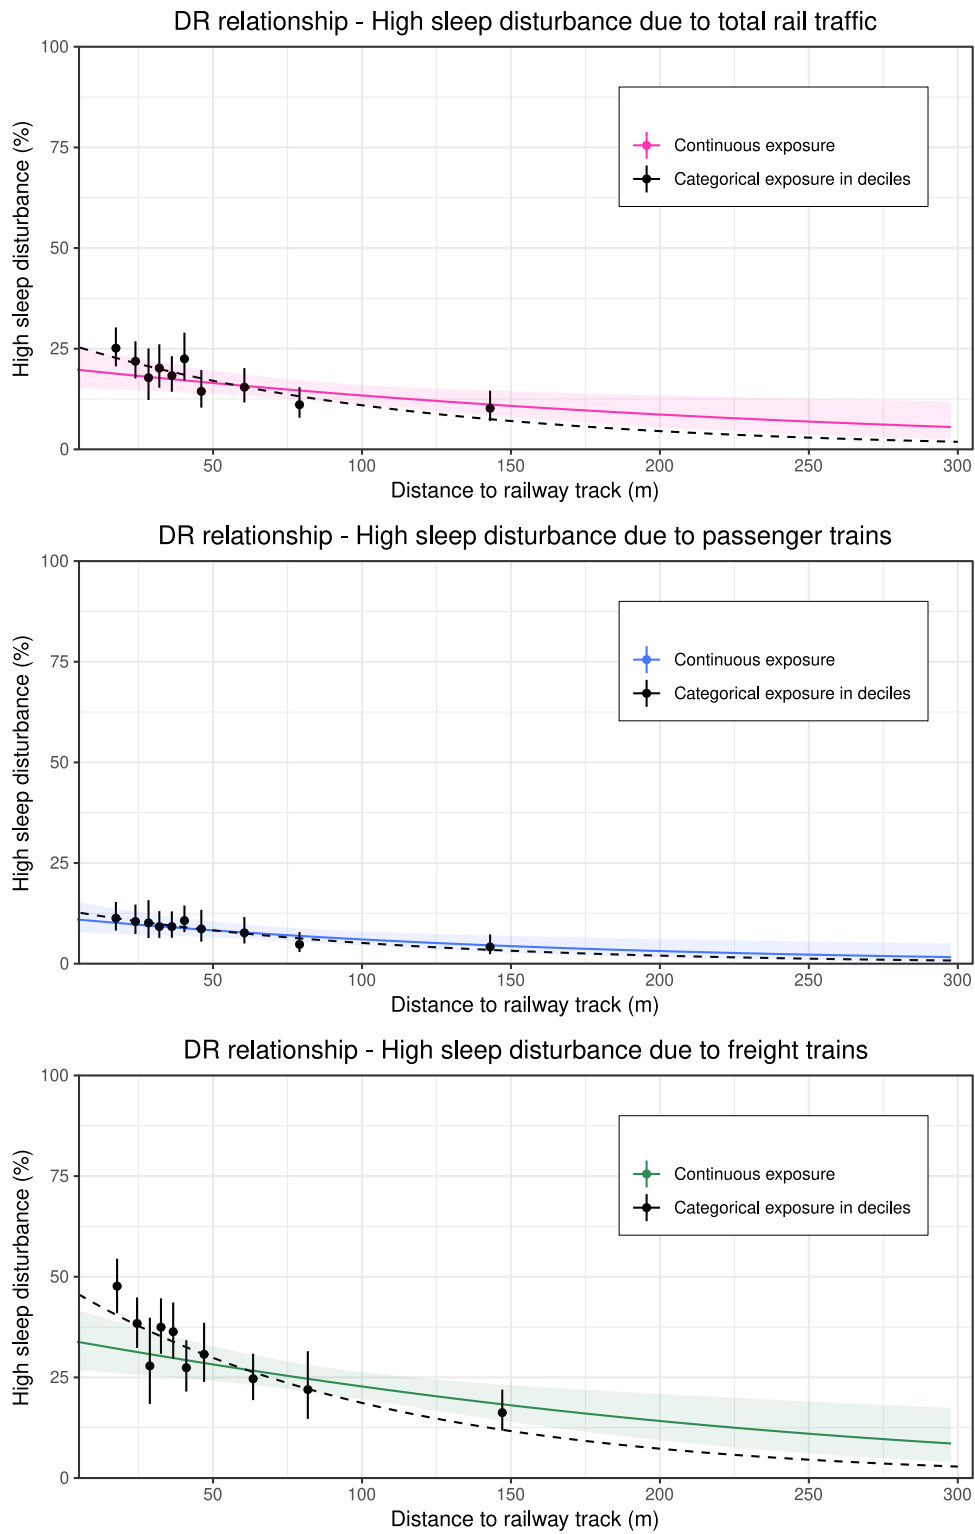 DR relationship - High sleep disturbance due to total rail traffic
High sleep disturbance (%)
100
75
50
25
0
Continuous exposure
Categorical exposure in deciles
50 100 150 200 250 300
Distance to railway track (m)
DR relationship - High sleep disturbance due to passenger trains
High sleep disturbance (%)
100
75
50
25
0
Continuous exposure
Categorical exposure in deciles
50 100 150 200 250 300
Distance to railway track (m)
DR relationship - High sleep disturbance due to freight trains
High sleep disturbance (%)
100
75
50
25
0
Continuous exposure
Categorical exposure in deciles
50 100 150 200 250 300
Distance to railway track (m)